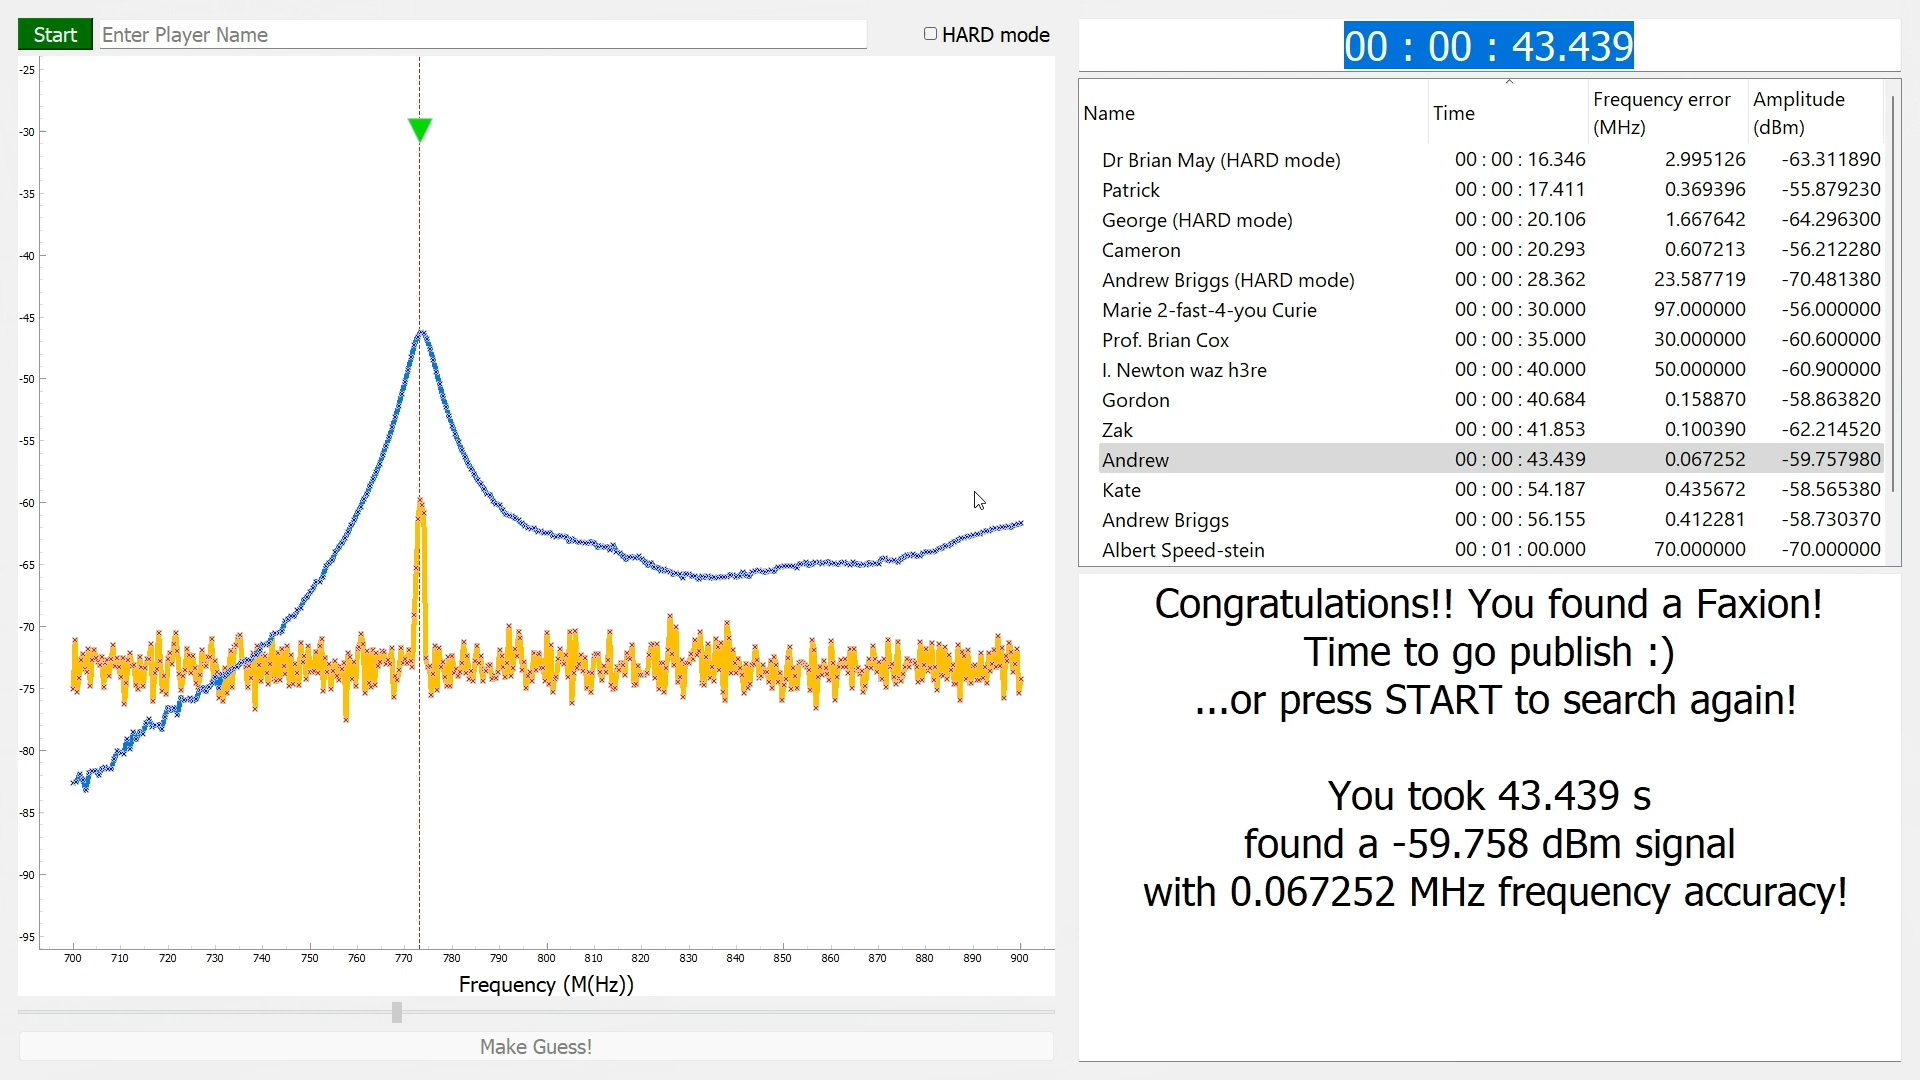 Start Enter Player Name HARD mode
00 : 00 : 43.439
-25
-30
-35
-40
-45
-50
-55
-60
-65
-70
-75
-80
-85
-90
-95
700 710 720 730 740 750 760 770 780 790 800 810 820 830 840 850 860 870 880 890 900
Frequency (M(Hz))
Make Guess!
Name Time Frequency error (MHz) Amplitude (dBm)
Dr Brian May (HARD mode) 00 : 00 : 16.346 2.995126 -63.311890
Patrick 00 : 00 : 17.411 0.369396 -55.879230
George (HARD mode) 00 : 00 : 20.106 1.667642 -64.296300
Cameron 00 : 00 : 20.293 0.607213 -56.212280
Andrew Briggs (HARD mode) 00 : 00 : 28.362 23.587719 -70.481380
Marie 2-fast-4-you Curie 00 : 00 : 30.000 97.000000 -56.000000
Prof. Brian Cox 00 : 00 : 35.000 30.000000 -60.600000
I. Newton waz h3re 00 : 00 : 40.000 50.000000 -60.900000
Gordon 00 : 00 : 40.684 0.158870 -58.863820
Zak 00 : 00 : 41.853 0.100390 -62.214520
Andrew 00 : 00 : 43.439 0.067252 -59.757980
Kate 00 : 00 : 54.187 0.435672 -58.565380
Andrew Briggs 00 : 00 : 56.155 0.412281 -58.730370
Albert Speed-stein 00 : 01 : 00.000 70.000000 -70.000000
Congratulations!! You found a Faxion!
Time to go publish :)
...or press START to search again!
You took 43.439 s
found a -59.758 dBm signal
with 0.067252 MHz frequency accuracy!